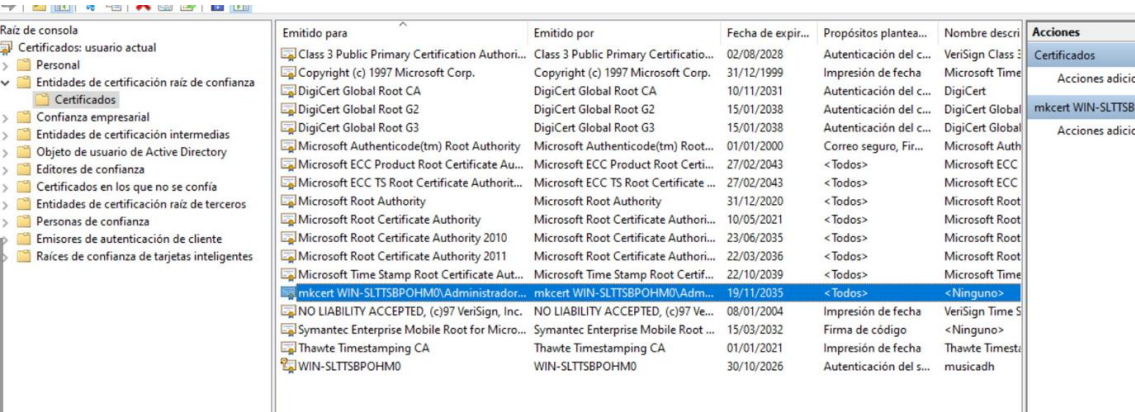 Raíz de consola
Certificados: usuario actual
Personal
Entidades de certificación raíz de confianza
Certificados
Confianza empresarial
Entidades de certificación intermedias
Objeto de usuario de Active Directory
Editores de confianza
Certificados en los que no se confía
Entidades de certificación raíz de terceros
Personas de confianza
Emisores de autenticación de cliente
Raíces de confianza de tarjetas inteligentes
Emitido para Emitido por Fecha de expir... Propósitos plantea... Nombre descri
Class 3 Public Primary Certification Authori... Class 3 Public Primary Certificatio... 02/08/2028 Autenticación del c... VeriSign Class 3
Copyright (c) 1997 Microsoft Corp. Copyright (c) 1997 Microsoft Corp. 31/12/1999 Impresión de fecha Microsoft Time
DigiCert Global Root CA DigiCert Global Root CA 10/11/2031 Autenticación del c... DigiCert
DigiCert Global Root G2 DigiCert Global Root G2 15/01/2038 Autenticación del c... DigiCert Global
DigiCert Global Root G3 DigiCert Global Root G3 15/01/2038 Autenticación del c... DigiCert Global
Microsoft Authenticode(tm) Root Authority Microsoft Authenticode(tm) Root... 01/01/2000 Correo seguro, Fir... Microsoft Auth
Microsoft ECC Product Root Certificate Au... Microsoft ECC Product Root Certi... 27/02/2043 <Todos> Microsoft ECC
Microsoft ECC TS Root Certificate Authorit... Microsoft ECC TS Root Certificate ... 27/02/2043 <Todos> Microsoft ECC
Microsoft Root Authority Microsoft Root Authority 31/12/2020 <Todos> Microsoft Root
Microsoft Root Certificate Authority Microsoft Root Certificate Authori... 10/05/2021 <Todos> Microsoft Root
Microsoft Root Certificate Authority 2010 Microsoft Root Certificate Authori... 23/06/2035 <Todos> Microsoft Root
Microsoft Root Certificate Authority 2011 Microsoft Root Certificate Authori... 22/03/2036 <Todos> Microsoft Root
Microsoft Time Stamp Root Certificate Aut... Microsoft Time Stamp Root Certif... 22/10/2039 <Todos> Microsoft Time
mkcert WIN-SLTTSBPOHM0\Administrador... mkcert WIN-SLTTSBPOHM0\Adm... 19/11/2035 <Todos> <Ninguno>
NO LIABILITY ACCEPTED, (c)97 VeriSign, Inc. NO LIABILITY ACCEPTED, (c)97 Ve... 08/01/2004 Impresión de fecha VeriSign Time S
Symantec Enterprise Mobile Root for Micro... Symantec Enterprise Mobile Root ... 15/03/2032 Firma de código <Ninguno>
Thawte Timestamping CA Thawte Timestamping CA 01/01/2021 Impresión de fecha Thawte Timesta
WIN-SLTTSBPOHM0 WIN-SLTTSBPOHM0 30/10/2026 Autenticación del s... musicadh
Acciones
Certificados
Acciones adicio
mkcert WIN-SLTTSB
Acciones adicio